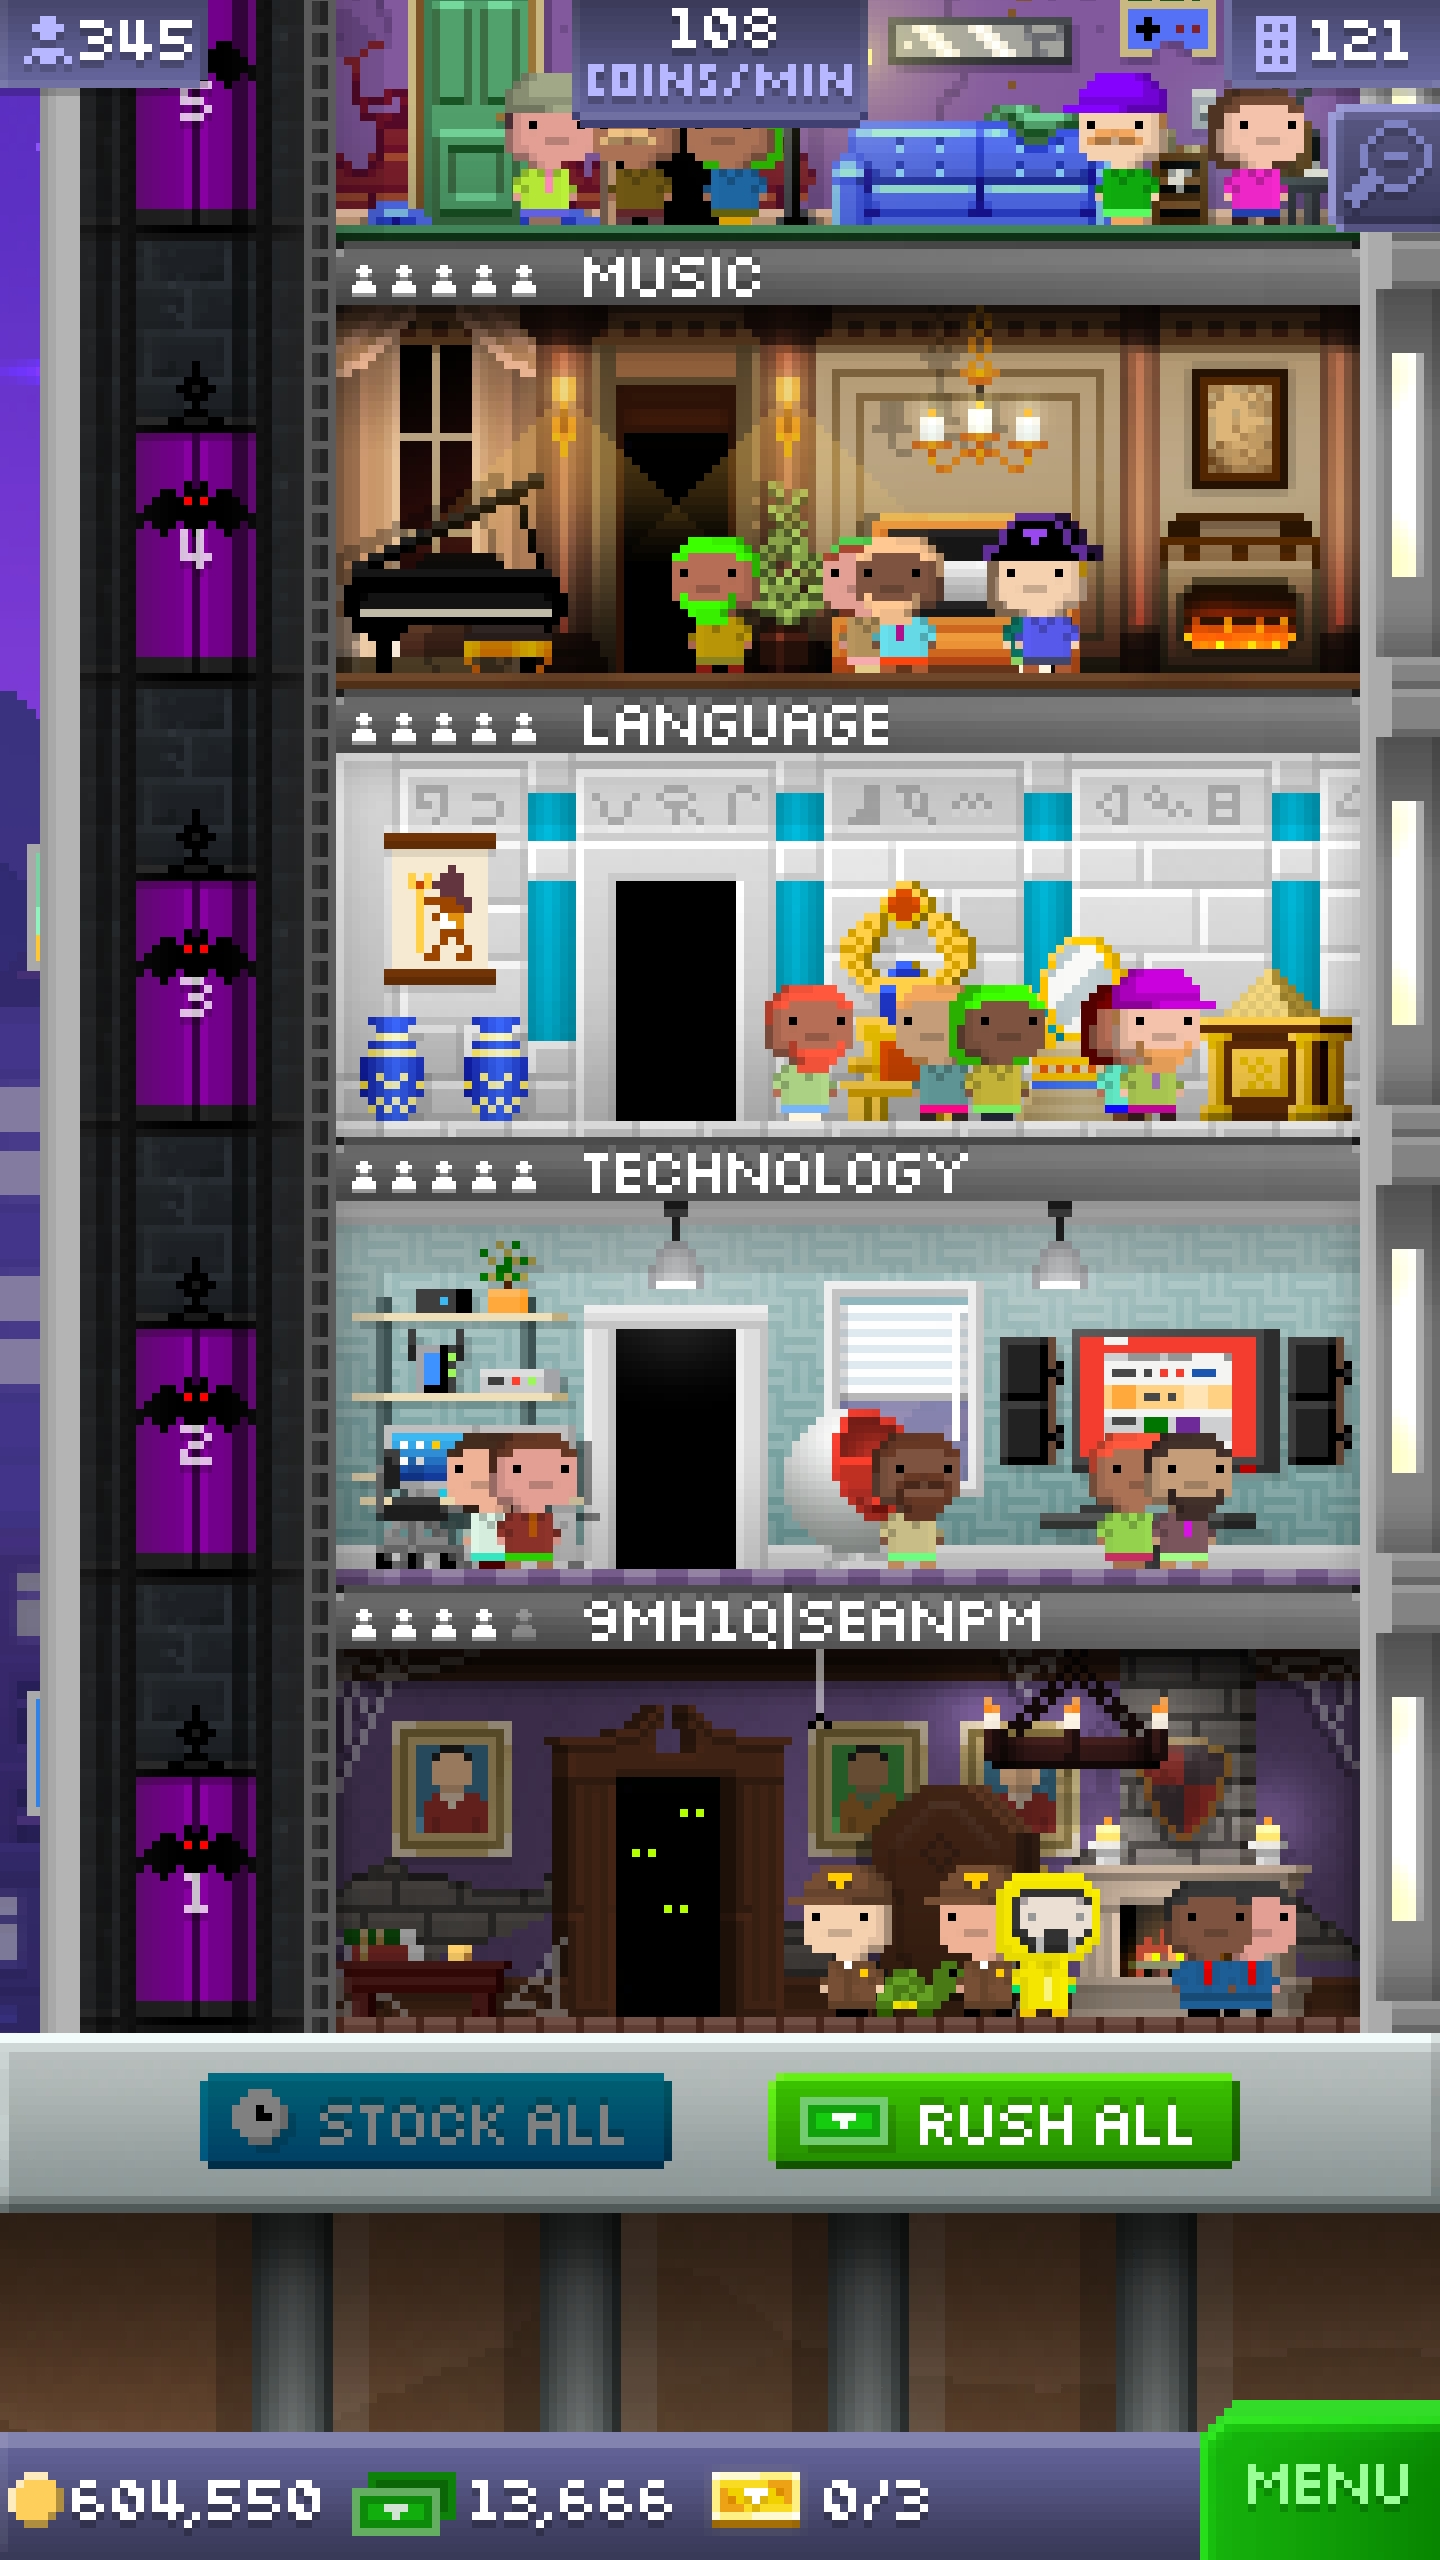 345
108
COINS/MIN
121
5
MUSIC
4
LANGUAGE
3
TECHNOLOGY
2
9MH1Q|SEANPM
1
STOCK ALL
RUSH ALL
604,550
13,666
0/3
MENU